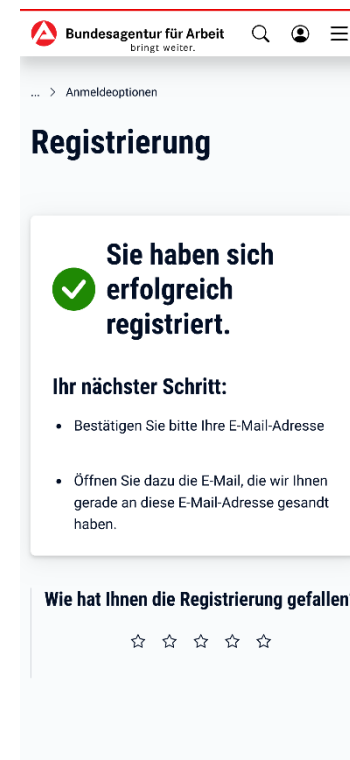 Bundesagentur für Arbeit
bringt weiter.
... > Anmeldeoptionen
Registrierung
Sie haben sich
erfolgreich
registriert.
Ihr nächster Schritt:
• Bestätigen Sie bitte Ihre E-Mail-Adresse
• Öffnen Sie dazu die E-Mail, die wir Ihnen
gerade an diese E-Mail-Adresse gesandt
haben.
Wie hat Ihnen die Registrierung gefallen?